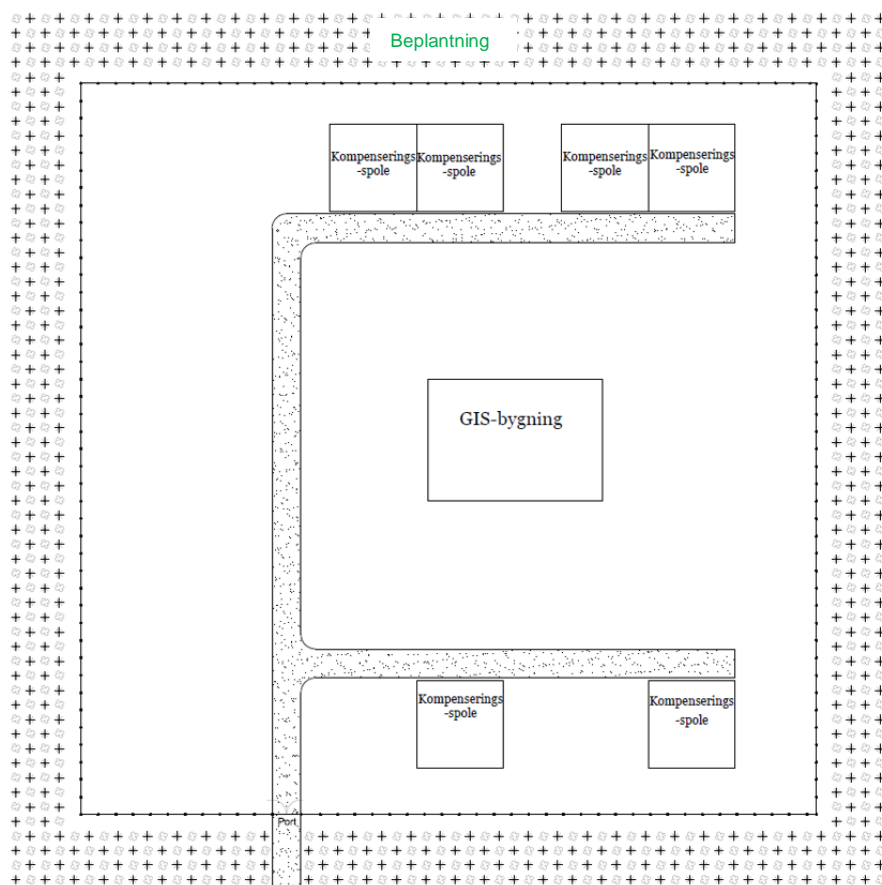 Beplantning
Kompenserings
-spole
Kompenserings
-spole
Kompenserings
-spole
Kompenserings
-spole
GIS-bygning
Kompenserings
-spole
Kompenserings
-spole
Port